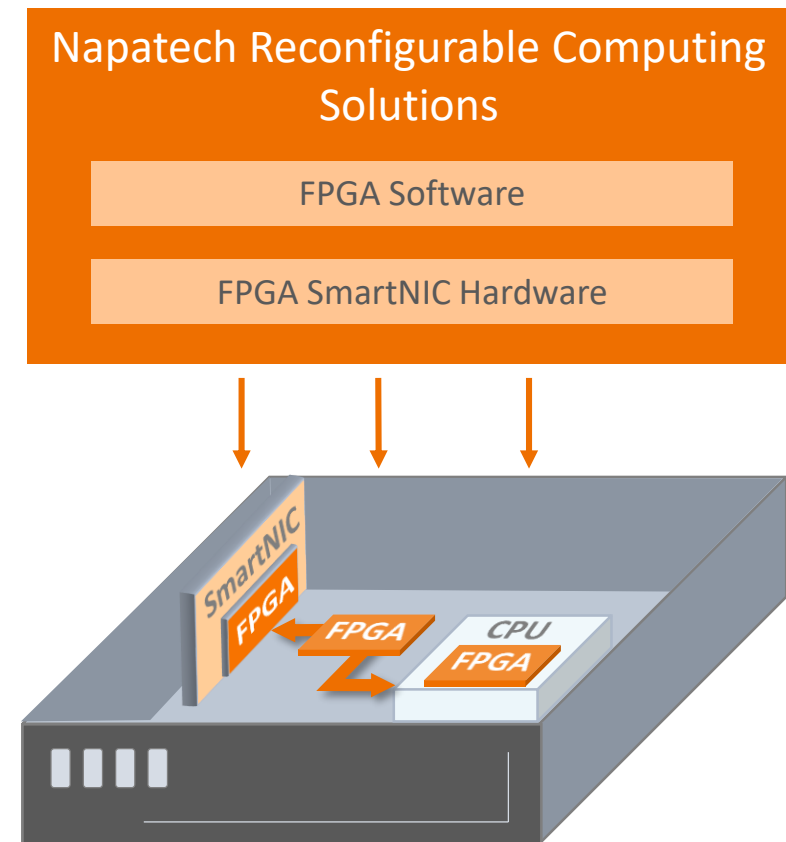 Napatech Reconfigurable Computing
Solutions
FPGA Software
FPGA SmartNIC Hardware
SmartNIC
FPGA
FPGA
CPU
FPGA